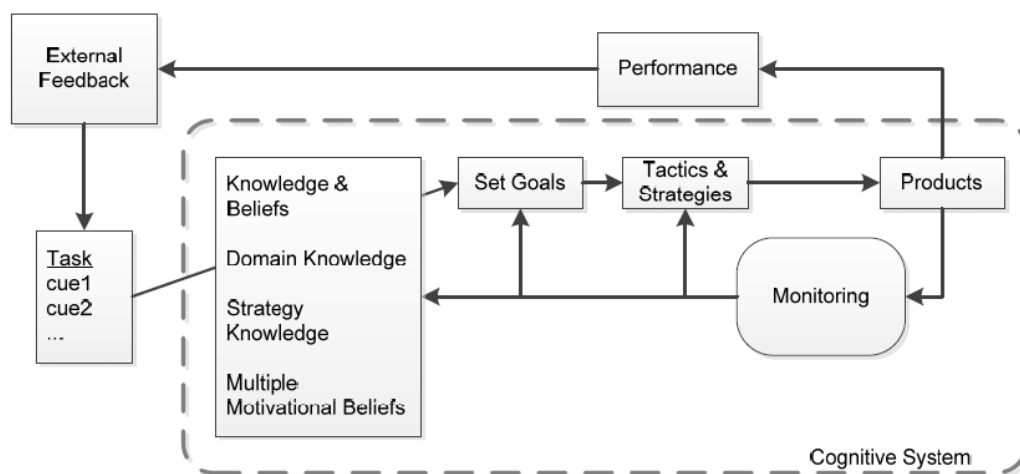 External
Feedback
Performance
Knowledge &
Beliefs
Domain Knowledge
Strategy
Knowledge
Multiple
Motivational Beliefs
Set Goals
Tactics &
Strategies
Products
Task
cue1
cue2
...
Monitoring
Cognitive System